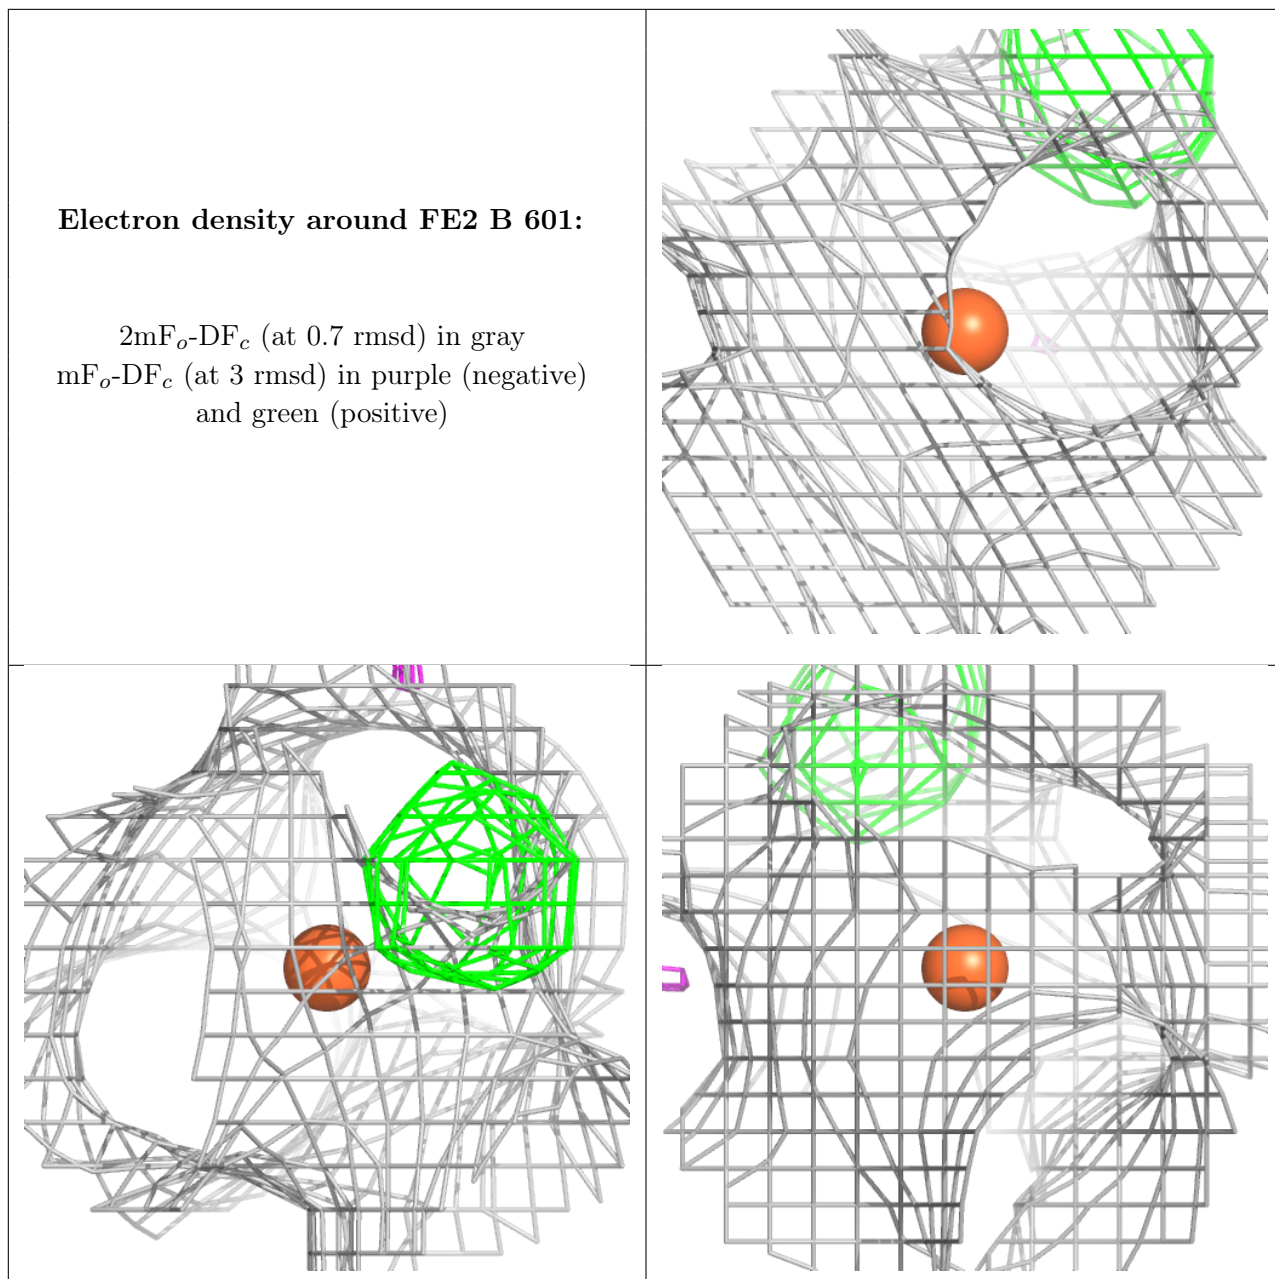 Electron density around FE2 B 601:
2mFo-DFc (at 0.7 rmsd) in gray
mFo-DFc (at 3 rmsd) in purple (negative)
and green (positive)